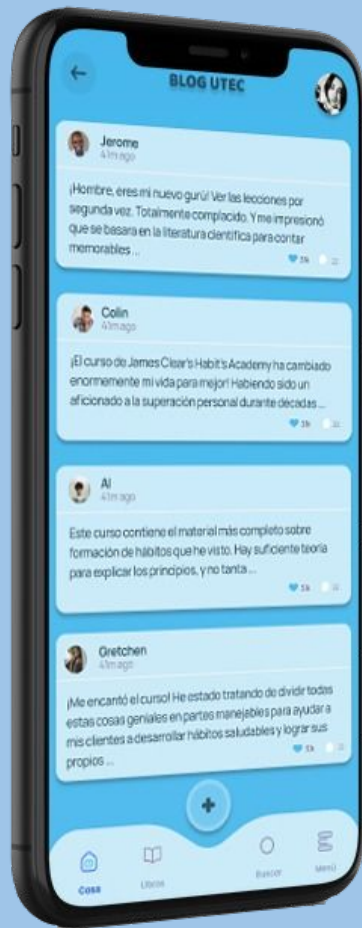 BLOG UTEC
Jerome
41m ago
¡Hombre, eres mi nuevo gurú! Ver las lecciones por
segunda vez. Totalmente complacido. Y me impresionó
que se basara en la literatura científica para contar
memorables ...
Colin
41m ago
¡El curso de James Clear's Habit's Academy ha cambiado
enormemente mi vida para mejor! Habiendo sido un
aficionado a la superación personal durante décadas ...
Al
41m ago
Este curso contiene el material más completo sobre
formación de hábitos que he visto. Hay suficiente teoría
para explicar los principios, y no tanta ...
Gretchen
41m ago
¡Me encantó el curso! He estado tratando de dividir todas
estas cosas geniales en partes manejables para ayudar a
mis clientes a desarrollar hábitos saludables y lograr sus
propios ...
Casa
Libros
Buscar
Menú